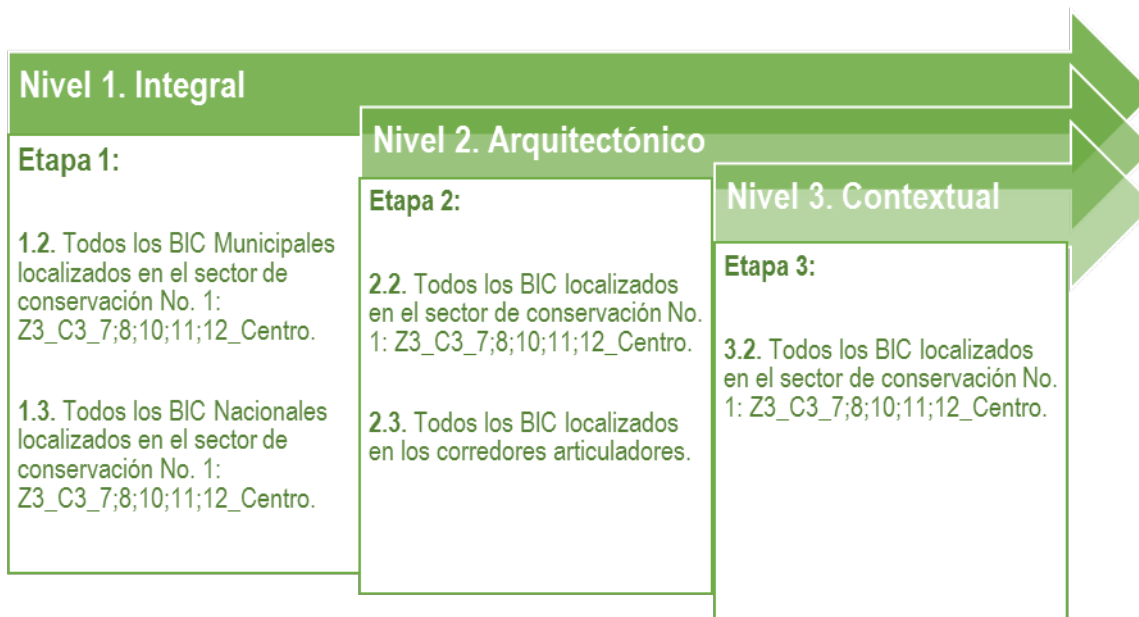 Nivel 1. Integral
Etapa 1:
1.2. Todos los BIC Municipales
localizados en el sector de
conservación No. 1:
Z3_C3_7;8;10;11;12_Centro.
1.3. Todos los BIC Nacionales
localizados en el sector de
conservación No. 1:
Z3_C3_7;8;10;11;12_Centro.
Nivel 2. Arquitectónico
Etapa 2:
2.2. Todos los BIC localizados
en el sector de conservación No.
1: Z3_C3_7;8;10;11;12_Centro.
2.3. Todos los BIC localizados
en los corredores articuladores.
Nivel 3. Contextual
Etapa 3:
3.2. Todos los BIC localizados
en el sector de conservación No.
1: Z3_C3_7;8;10;11;12_Centro.